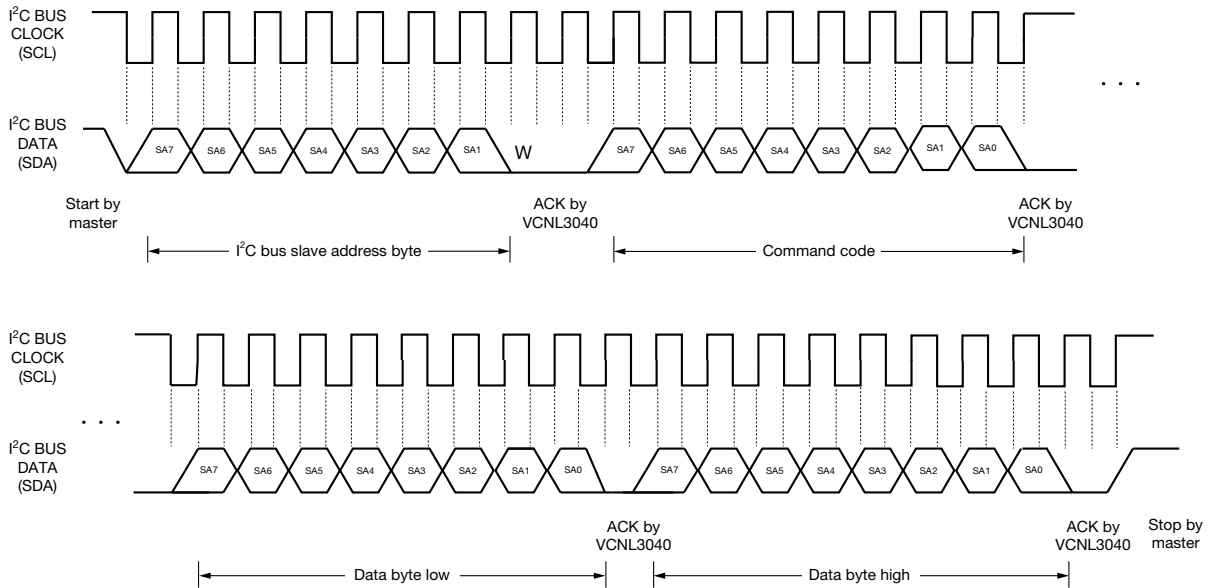 I²C BUS
CLOCK
(SCL)
. . .
I²C BUS
DATA
(SDA)
SA7 SA6 SA5 SA4 SA3 SA2 SA1 W SA7 SA6 SA5 SA4 SA3 SA2 SA1 SA0
Start by
master
ACK by
VCNL3040
ACK by
VCNL3040
I²C bus slave address byte
Command code
I²C BUS
CLOCK
(SCL)
. . .
I²C BUS
DATA
(SDA)
SA7 SA6 SA5 SA4 SA3 SA2 SA1 SA0 SA7 SA6 SA5 SA4 SA3 SA2 SA1 SA0
ACK by
VCNL3040
ACK by
VCNL3040
Stop by
master
Data byte low
Data byte high